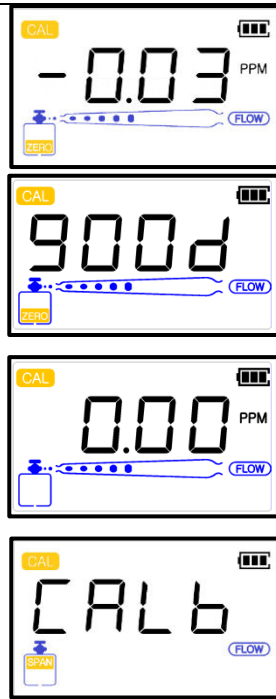 CAL
-0.03 PPM
FLOW
ZERO
CAL
900d
FLOW
ZERO
CAL
0.00 PPM
FLOW
CAL
CALb
FLOW
SPAN